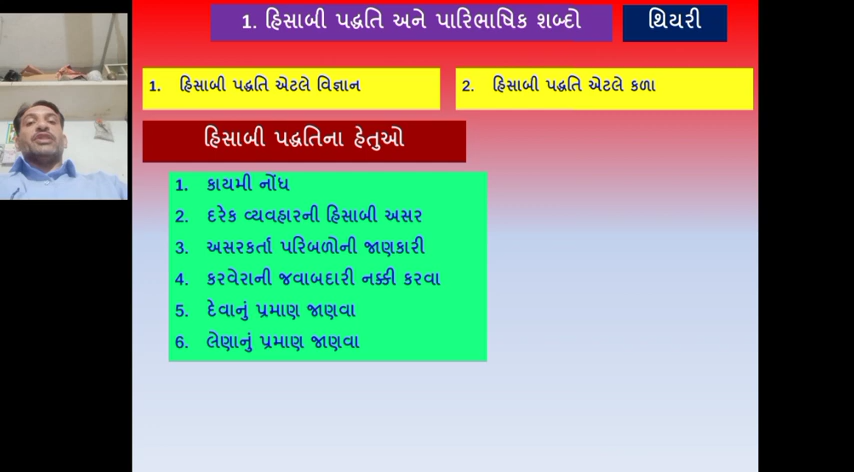 1. હિસાબી પદ્ધતિ અને પારિભાષિક શબ્દો
થિયરી
1. હિસાબી પદ્ધતિ એટલે વિજ્ઞાન
2. હિસાબી પદ્ધતિ એટલે કળા
હિસાબી પદ્ધતિના હેતુઓ
1. કાયમી નોંધ
2. દરેક વ્યવહારની હિસાબી અસર
3. અસરકર્તા પરિબળોની જાણકારી
4. કરવેરાની જવાબદારી નક્કી કરવા
5. દેવાનું પ્રમાણ જાણવા
6. લેણાનું પ્રમાણ જાણવા